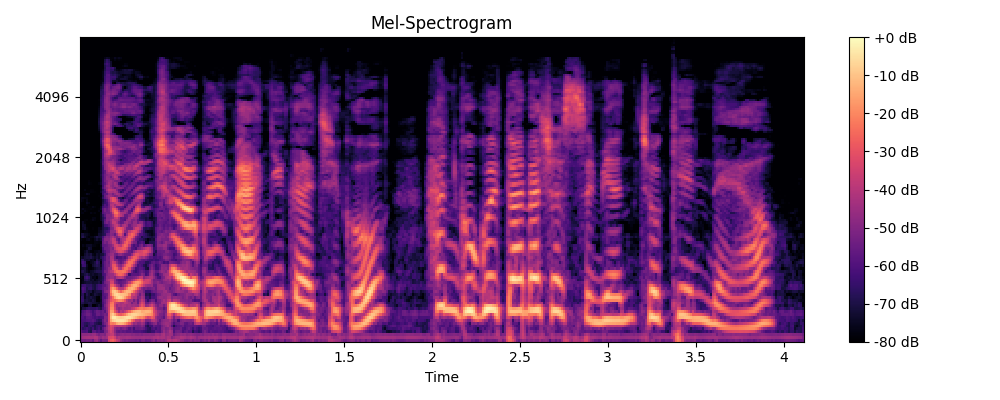 Mel-Spectrogram
+0 dB
4096
-10 dB
-20 dB
2048
-30 dB
Hz
1024
-40 dB
-50 dB
512
-60 dB
-70 dB
0
-80 dB
0 0.5 1 1.5 2 2.5 3 3.5 4
Time